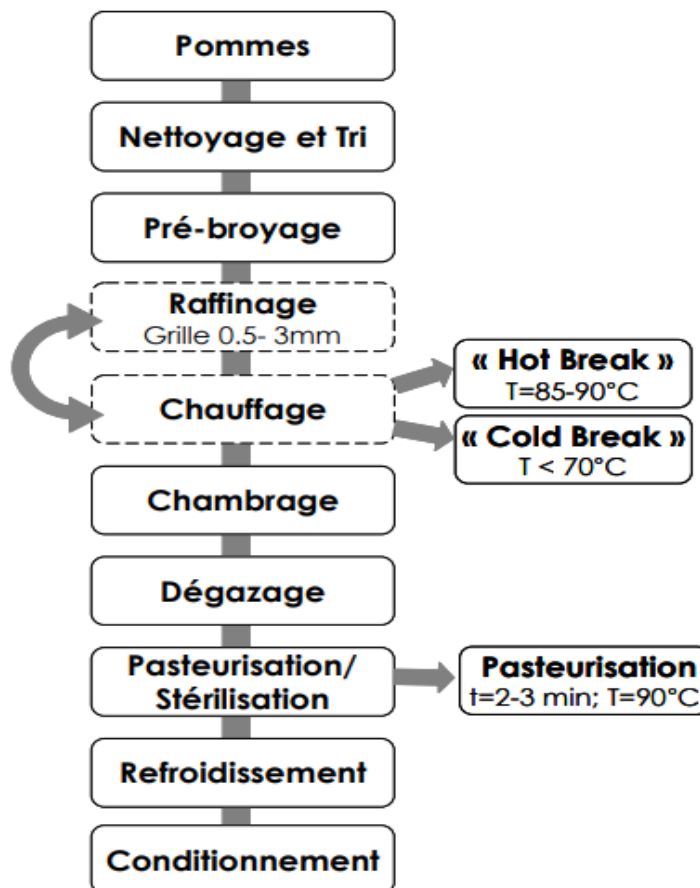 Pommes
Nettoyage et Tri
Pré-broyage
Raffinage
Grille 0.5- 3mm
Chauffage
« Hot Break »
T=85-90°C
« Cold Break »
T < 70°C
Chambrage
Dégazage
Pasteurisation/
Stérilisation
Pasteurisation
t=2-3 min; T=90°C
Refroidissement
Conditionnement